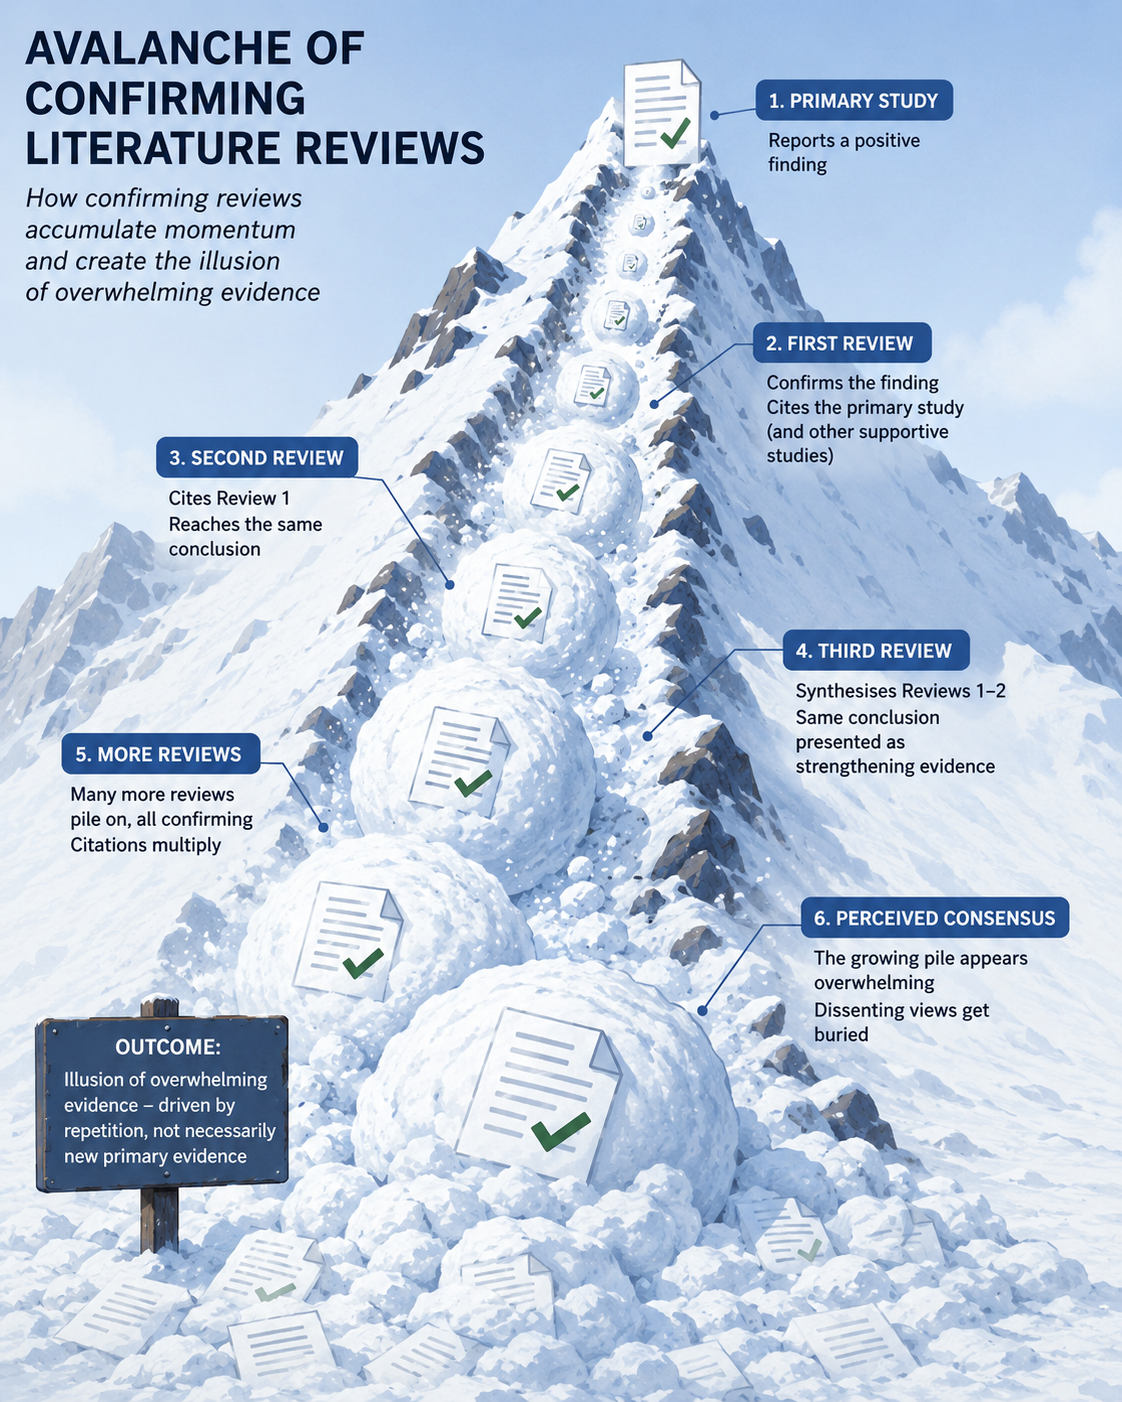 AVALANCHE OF
CONFIRMING
LITERATURE REVIEWS
How confirming reviews
accumulate momentum
and create the illusion
of overwhelming evidence
1. PRIMARY STUDY
Reports a positive
finding
2. FIRST REVIEW
Confirms the finding
Cites the primary study
(and other supportive
studies)
3. SECOND REVIEW
Cites Review 1
Reaches the same
conclusion
4. THIRD REVIEW
Synthesises Reviews 1–2
Same conclusion
presented as
strengthening evidence
5. MORE REVIEWS
Many more reviews
pile on, all confirming
Citations multiply
6. PERCEIVED CONSENSUS
The growing pile appears
overwhelming
Dissenting views get
buried
OUTCOME:
Illusion of overwhelming
evidence – driven by
repetition, not necessarily
new primary evidence